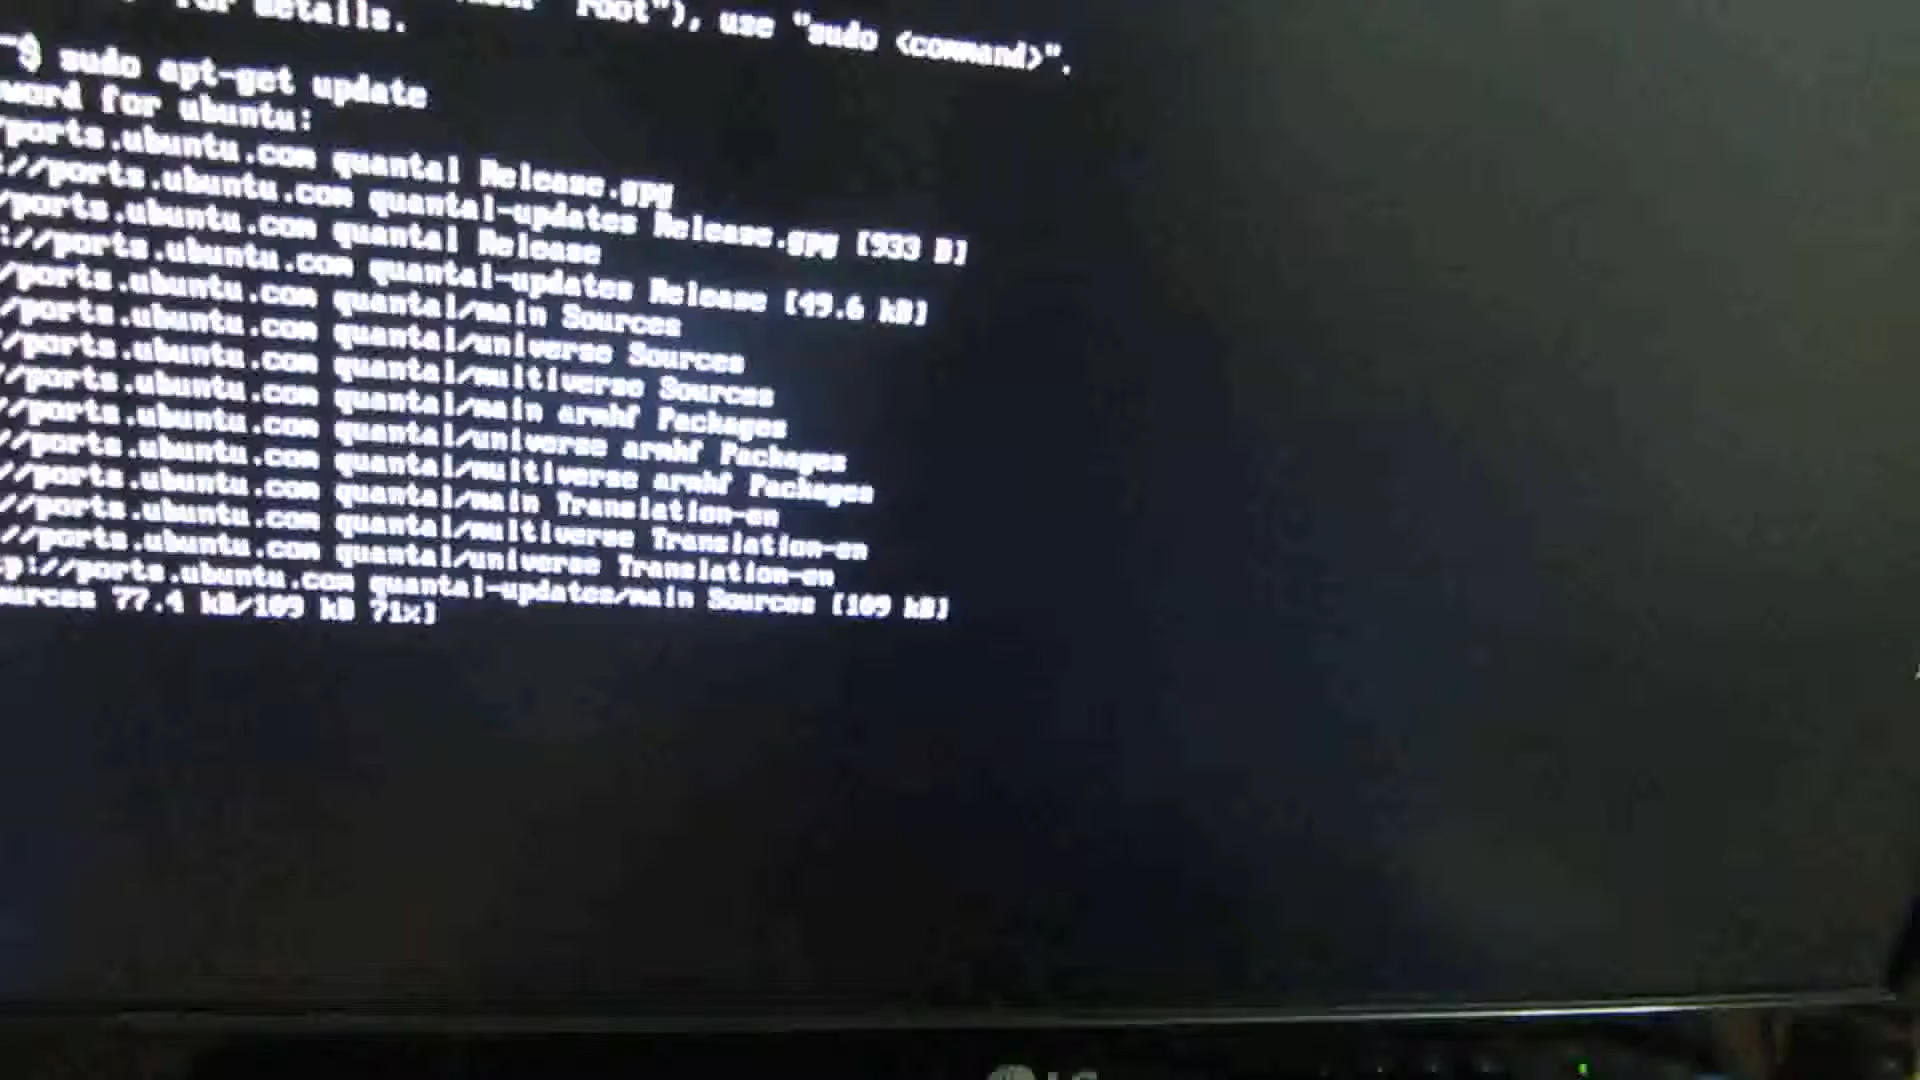 for details. root"), use "sudo <command>".
~$ sudo apt-get update
word for ubuntu:
/ports.ubuntu.com quantal Release.gpg
://ports.ubuntu.com quantal-updates Release.gpg [933 B]
/ports.ubuntu.com quantal Release
://ports.ubuntu.com quantal-updates Release [49.6 kB]
/ports.ubuntu.com quantal/main Sources
/ports.ubuntu.com quantal/universe Sources
/ports.ubuntu.com quantal/multiverse Sources
/ports.ubuntu.com quantal/main armhf Packages
/ports.ubuntu.com quantal/universe armhf Packages
//ports.ubuntu.com quantal/multiverse armhf Packages
//ports.ubuntu.com quantal/main Translation-en
//ports.ubuntu.com quantal/multiverse Translation-en
//ports.ubuntu.com quantal/universe Translation-en
tp://ports.ubuntu.com quantal-updates/main Sources [109 kB]
ources 77.4 kB/109 kB 71%]
LG